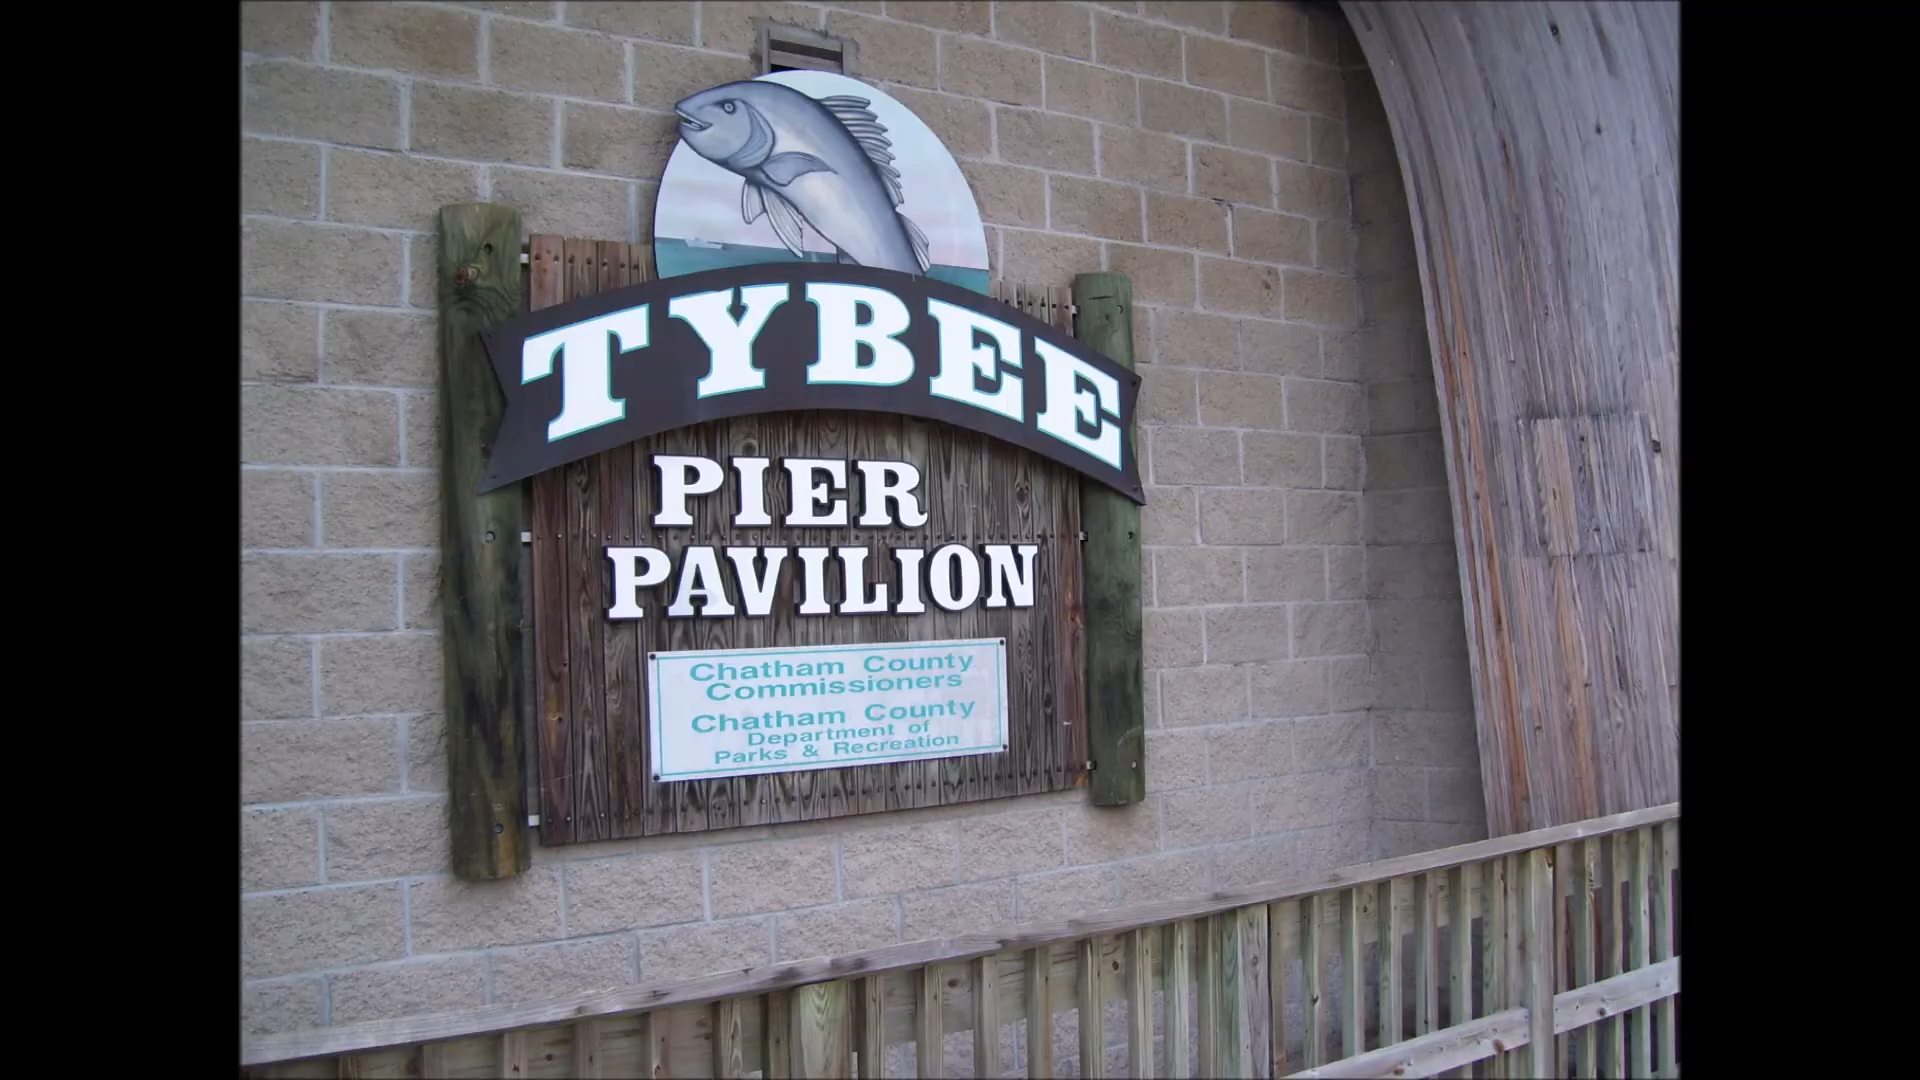 TYBEE
PIER
PAVILION
Chatham County
Commissioners
Chatham County
Department of
Parks & Recreation